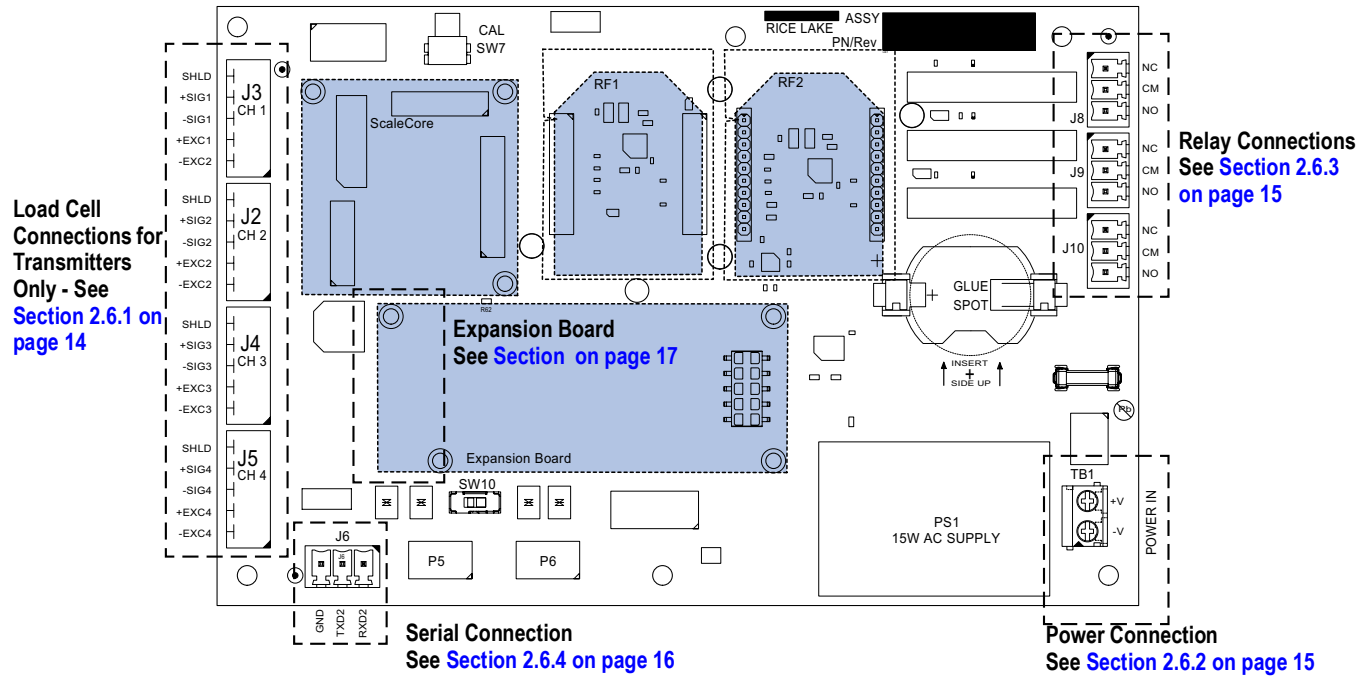 RICE LAKE
ASSY
PN/Rev
CAL
SW7
SHLD
+SIG1
-SIG1
+EXC1
-EXC2
J3
CH 1
SHLD
+SIG2
-SIG2
+EXC2
-EXC2
J2
CH 2
SHLD
+SIG3
-SIG3
+EXC3
-EXC3
J4
CH 3
SHLD
+SIG4
-SIG4
+EXC4
-EXC4
J5
CH 4
Load Cell
Connections for
Transmitters
Only - See
Section 2.6.1 on
page 14
ScaleCore
RF1
RF2
J8
NC
CM
NO
J9
NC
CM
NO
J10
NC
CM
NO
Relay Connections
See Section 2.6.3
on page 15
GLUE
SPOT
+
INSERT
+
SIDE UP
R62
Expansion Board
See Section on page 17
Expansion Board
SW10
Pb
J6
J6
GND
TXD2
RXD2
P5
P6
PS1
15W AC SUPPLY
TB1
+V
-V
POWER IN
Serial Connection
See Section 2.6.4 on page 16
Power Connection
See Section 2.6.2 on page 15